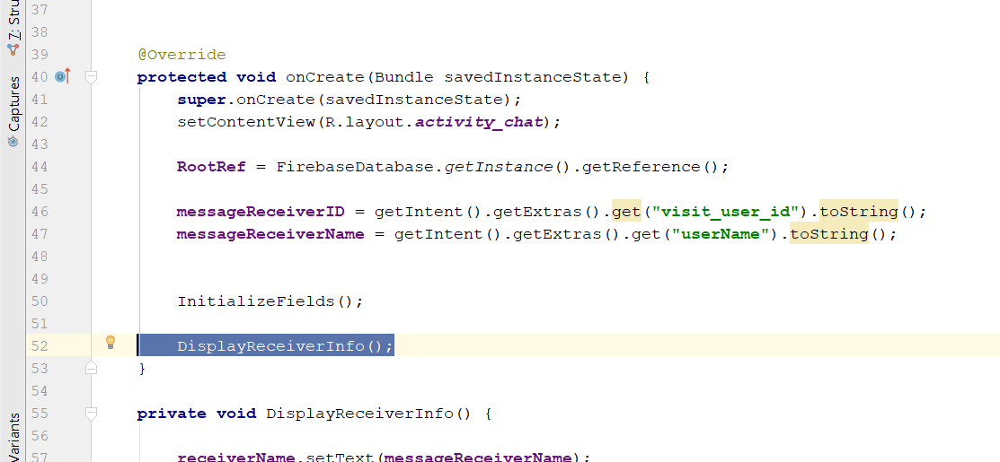 7: Stru
Captures
Variants
37
38
39 @Override
40 protected void onCreate(Bundle savedInstanceState) {
41 super.onCreate(savedInstanceState);
42 setContentView(R.layout.activity_chat);
43
44 RootRef = FirebaseDatabase.getInstance().getReference();
45
46 messageReceiverID = getIntent().getExtras().get("visit_user_id").toString();
47 messageReceiverName = getIntent().getExtras().get("userName").toString();
48
49
50 InitializeFields();
51
52 DisplayReceiverInfo();
53 }
54
55 private void DisplayReceiverInfo() {
56
57 receiverName.setText(messageReceiverName);